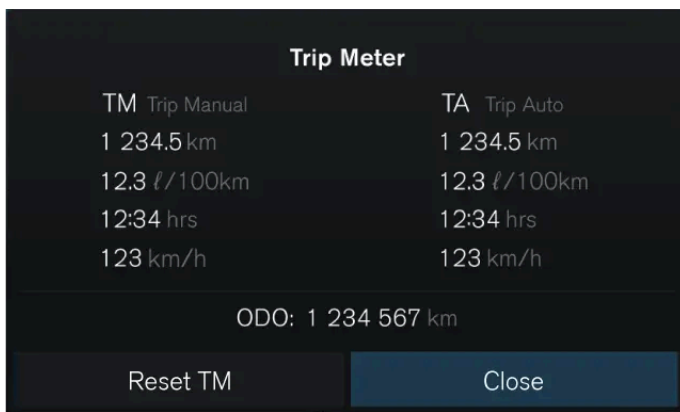 Trip Meter
TM Trip Manual
TA Trip Auto
1 234.5 km
1 234.5 km
12.3 ℓ/100km
12.3 ℓ/100km
12:34 hrs
12:34 hrs
123 km/h
123 km/h
ODO: 1 234 567 km
Reset TM
Close